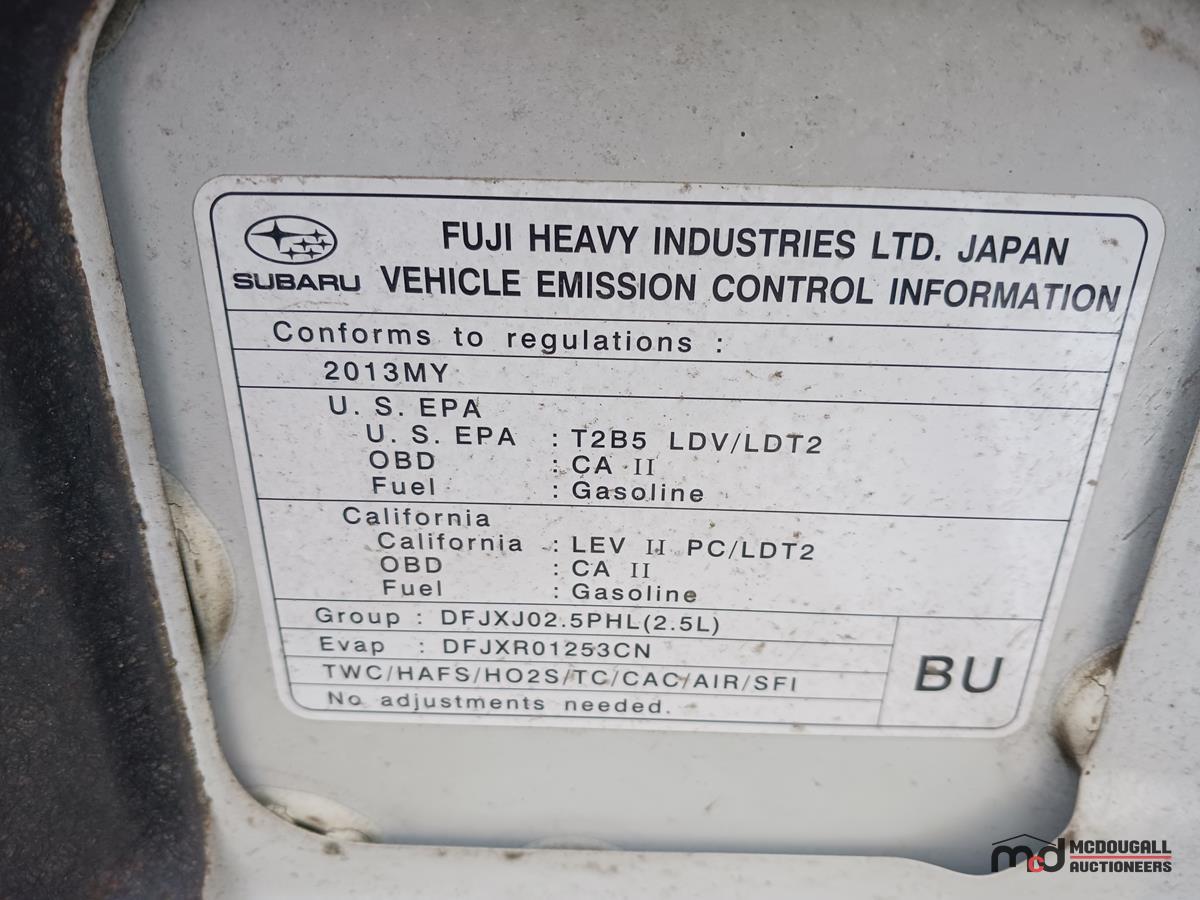 FUJI HEAVY INDUSTRIES LTD. JAPAN
SUBARU VEHICLE EMISSION CONTROL INFORMATION
Conforms to regulations :
2013MY
U. S. EPA
U. S. EPA : T2B5 LDV/LDT2
OBD : CA II
Fuel : Gasoline
California
California : LEV II PC/LDT2
OBD : CA II
Fuel : Gasoline
Group : DFJXJ02.5PHL(2.5L)
Evap : DFJXR01253CN
TWC/HAFS/HO2S/TC/CAC/AIR/SFI
No adjustments needed.
BU
mcd MCDOUGALL
AUCTIONEERS